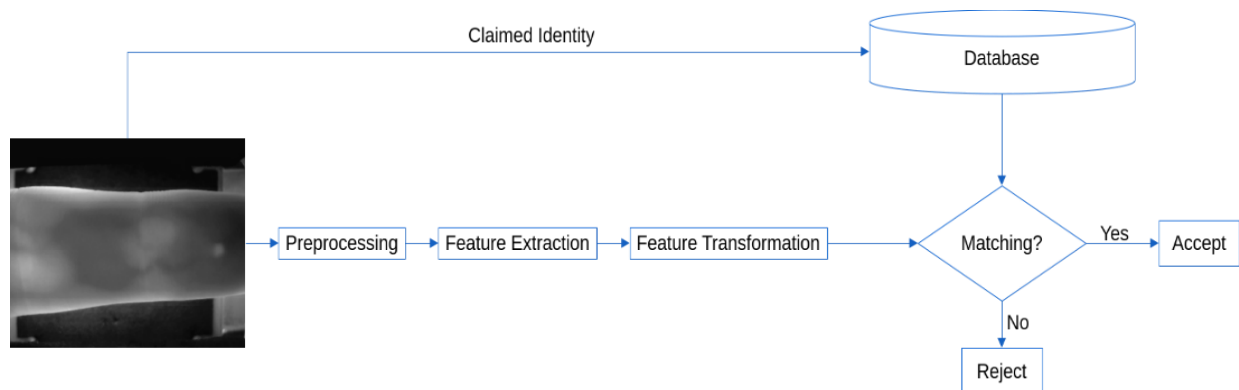 Claimed Identity
Database
Preprocessing
Feature Extraction
Feature Transformation
Matching?
Yes
Accept
No
Reject